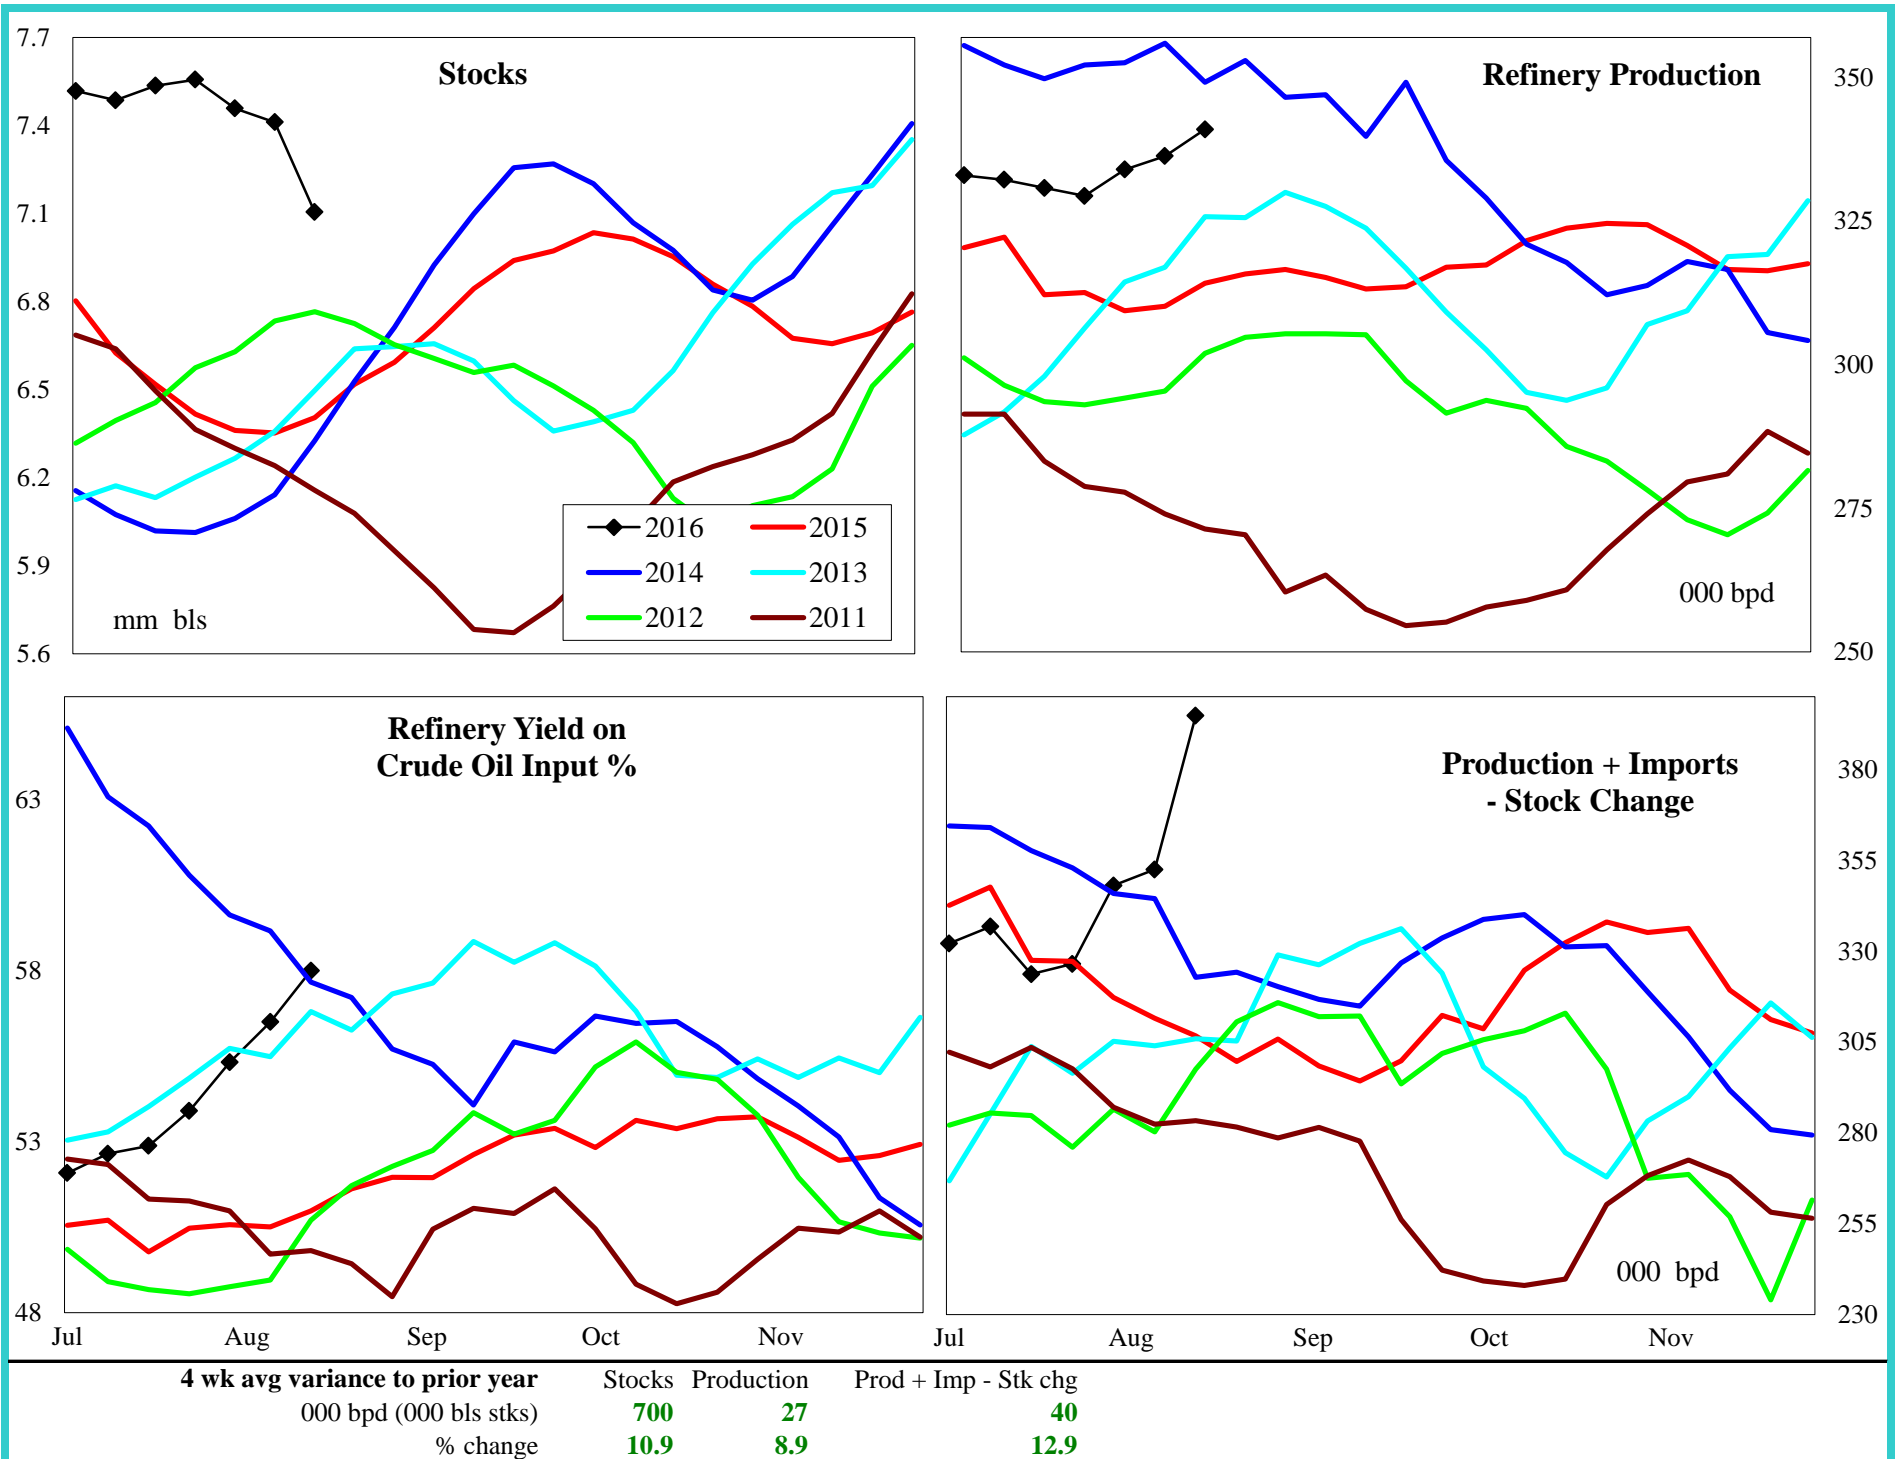 Stocks
7.7
7.4
7.1
6.8
6.5
6.2
5.9
5.6
mm bls
2016 2015
2014 2013
2012 2011
Refinery Production
350
325
300
275
250
000 bpd
Refinery Yield on
Crude Oil Input %
63
58
53
48
Jul Aug Sep Oct Nov
Production + Imports
- Stock Change
380
355
330
305
280
255
230
000 bpd
Jul Aug Sep Oct Nov
4 wk avg variance to prior year Stocks Production Prod + Imp - Stk chg
000 bpd (000 bls stks) 700 27 40
% change 10.9 8.9 12.9